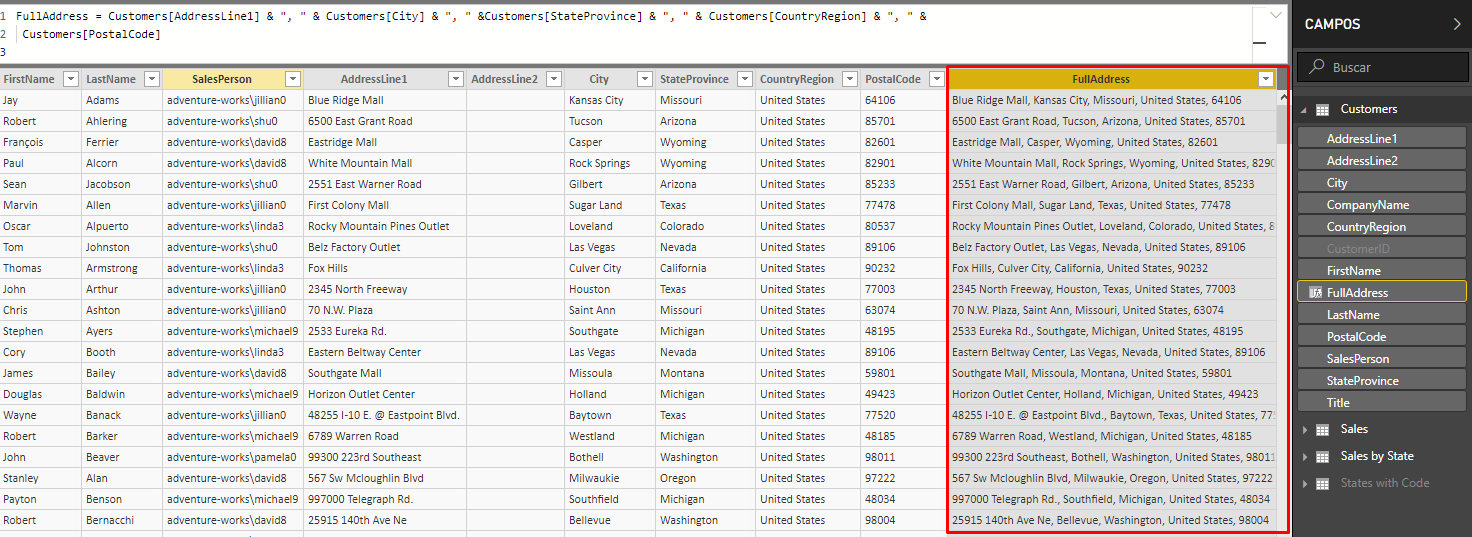 1 FullAddress = Customers[AddressLine1] & ", " & Customers[City] & ", " &Customers[StateProvince] & ", " & Customers[CountryRegion] & ", " &
2 Customers[PostalCode]
3
FirstName LastName SalesPerson AddressLine1 AddressLine2 City StateProvince CountryRegion PostalCode FullAddress
Jay Adams adventure-works\jillian0 Blue Ridge Mall Kansas City Missouri United States 64106 Blue Ridge Mall, Kansas City, Missouri, United States, 64106
Robert Ahlering adventure-works\shu0 6500 East Grant Road Tucson Arizona United States 85701 6500 East Grant Road, Tucson, Arizona, United States, 85701
François Ferrier adventure-works\david8 Eastridge Mall Casper Wyoming United States 82601 Eastridge Mall, Casper, Wyoming, United States, 82601
Paul Alcorn adventure-works\david8 White Mountain Mall Rock Springs Wyoming United States 82901 White Mountain Mall, Rock Springs, Wyoming, United States, 8290
Sean Jacobson adventure-works\shu0 2551 East Warner Road Gilbert Arizona United States 85233 2551 East Warner Road, Gilbert, Arizona, United States, 85233
Marvin Allen adventure-works\jillian0 First Colony Mall Sugar Land Texas United States 77478 First Colony Mall, Sugar Land, Texas, United States, 77478
Oscar Alpuerto adventure-works\linda3 Rocky Mountain Pines Outlet Loveland Colorado United States 80537 Rocky Mountain Pines Outlet, Loveland, Colorado, United States, 8
Tom Johnston adventure-works\shu0 Belz Factory Outlet Las Vegas Nevada United States 89106 Belz Factory Outlet, Las Vegas, Nevada, United States, 89106
Thomas Armstrong adventure-works\linda3 Fox Hills Culver City California United States 90232 Fox Hills, Culver City, California, United States, 90232
John Arthur adventure-works\jillian0 2345 North Freeway Houston Texas United States 77003 2345 North Freeway, Houston, Texas, United States, 77003
Chris Ashton adventure-works\jillian0 70 N.W. Plaza Saint Ann Missouri United States 63074 70 N.W. Plaza, Saint Ann, Missouri, United States, 63074
Stephen Ayers adventure-works\michael9 2533 Eureka Rd. Southgate Michigan United States 48195 2533 Eureka Rd., Southgate, Michigan, United States, 48195
Cory Booth adventure-works\linda3 Eastern Beltway Center Las Vegas Nevada United States 89106 Eastern Beltway Center, Las Vegas, Nevada, United States, 89106
James Bailey adventure-works\david8 Southgate Mall Missoula Montana United States 59801 Southgate Mall, Missoula, Montana, United States, 59801
Douglas Baldwin adventure-works\michael9 Horizon Outlet Center Holland Michigan United States 49423 Horizon Outlet Center, Holland, Michigan, United States, 49423
Wayne Banack adventure-works\jillian0 48255 I-10 E. @ Eastpoint Blvd. Baytown Texas United States 77520 48255 I-10 E. @ Eastpoint Blvd., Baytown, Texas, United States, 775
Robert Barker adventure-works\michael9 6789 Warren Road Westland Michigan United States 48185 6789 Warren Road, Westland, Michigan, United States, 48185
John Beaver adventure-works\pamela0 99300 223rd Southeast Bothell Washington United States 98011 99300 223rd Southeast, Bothell, Washington, United States, 98011
Stanley Alan adventure-works\david8 567 Sw Mcloughlin Blvd Milwaukie Oregon United States 97222 567 Sw Mcloughlin Blvd, Milwaukie, Oregon, United States, 97222
Payton Benson adventure-works\michael9 997000 Telegraph Rd. Southfield Michigan United States 48034 997000 Telegraph Rd., Southfield, Michigan, United States, 48034
Robert Bernacchi adventure-works\david8 25915 140th Ave Ne Bellevue Washington United States 98004 25915 140th Ave Ne, Bellevue, Washington, United States, 98004
CAMPOS
Buscar
Customers
AddressLine1
AddressLine2
City
CompanyName
CountryRegion
CustomerID
FirstName
FullAddress
LastName
PostalCode
SalesPerson
StateProvince
Title
Sales
Sales by State
States with Code